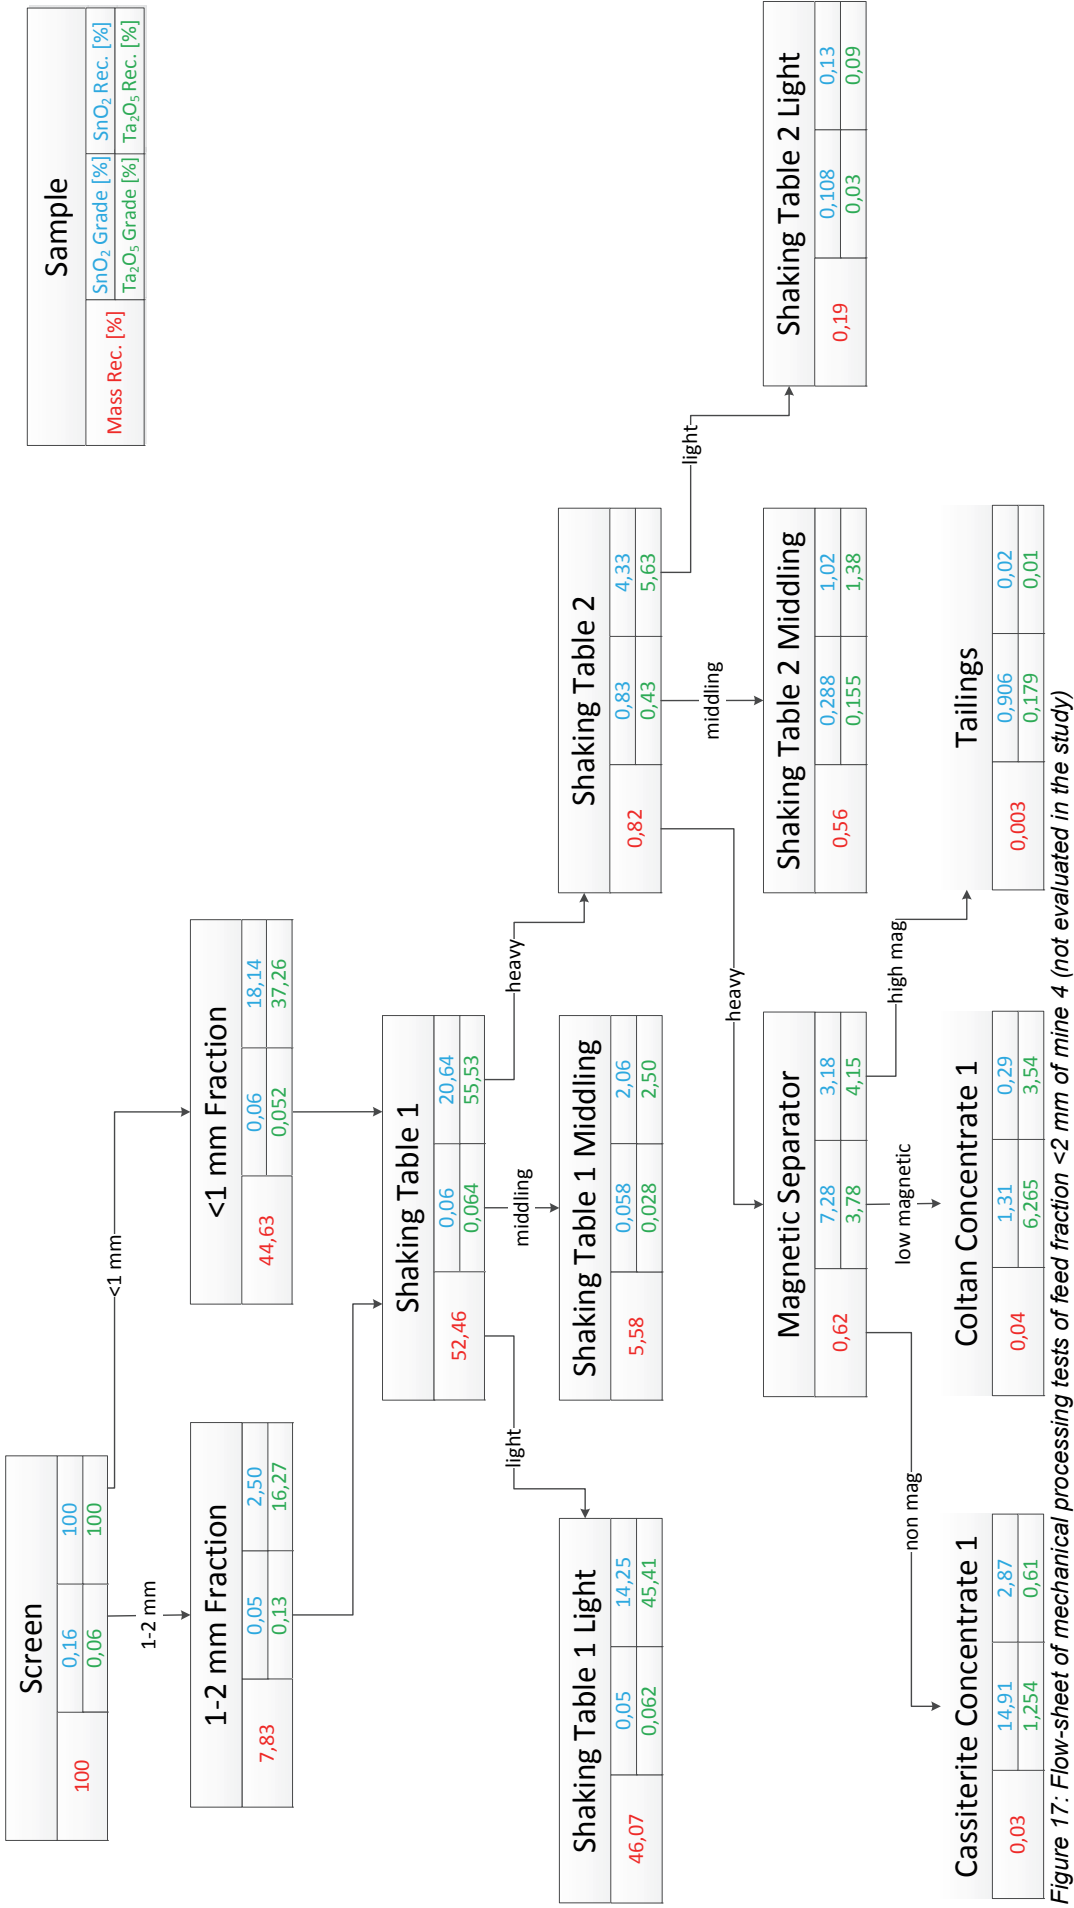 Sample
Mass Rec. [%]
SnO₂ Grade [%] SnO₂ Rec. [%]
Ta₂O₅ Grade [%] Ta₂O₅ Rec. [%]
Screen
100
0,16 100
0,06 100
1-2 mm
<1 mm
1-2 mm Fraction
7,83
0,05 2,50
0,13 16,27
<1 mm Fraction
44,63
0,06 18,14
0,052 37,26
Shaking Table 1
52,46
0,06 20,64
0,064 55,53
light
middling
heavy
Shaking Table 1 Light
46,07
0,05 14,25
0,062 45,41
Shaking Table 1 Middling
5,58
0,058 2,06
0,028 2,50
Shaking Table 2
0,82
0,83 4,33
0,43 5,63
heavy
middling
light
Magnetic Separator
0,62
7,28 3,18
3,78 4,15
Shaking Table 2 Middling
0,56
0,288 1,02
0,155 1,38
Shaking Table 2 Light
0,19
0,108 0,13
0,03 0,09
non mag
low magnetic
high mag
Cassiterite Concentrate 1
0,03
14,91 2,87
1,254 0,61
Coltan Concentrate 1
0,04
1,31 0,29
6,265 3,54
Tailings
0,003
0,906 0,02
0,179 0,01
Figure 17: Flow-sheet of mechanical processing tests of feed fraction <2 mm of mine 4 (not evaluated in the study)